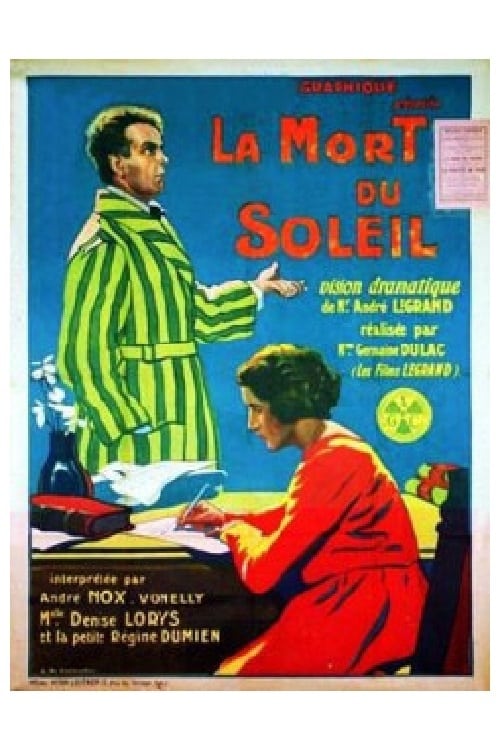 GRAPHIQUE
LA MORT
DU
SOLEIL
vision dramatique
de Mr. André LEGRAND
réalisée par
Mme Germaine DULAC
(Les Films LEGRAND).
interprétée par
André NOX - VONELLY
Mlle Denise LORYS
et la petite Régine DUMIEN